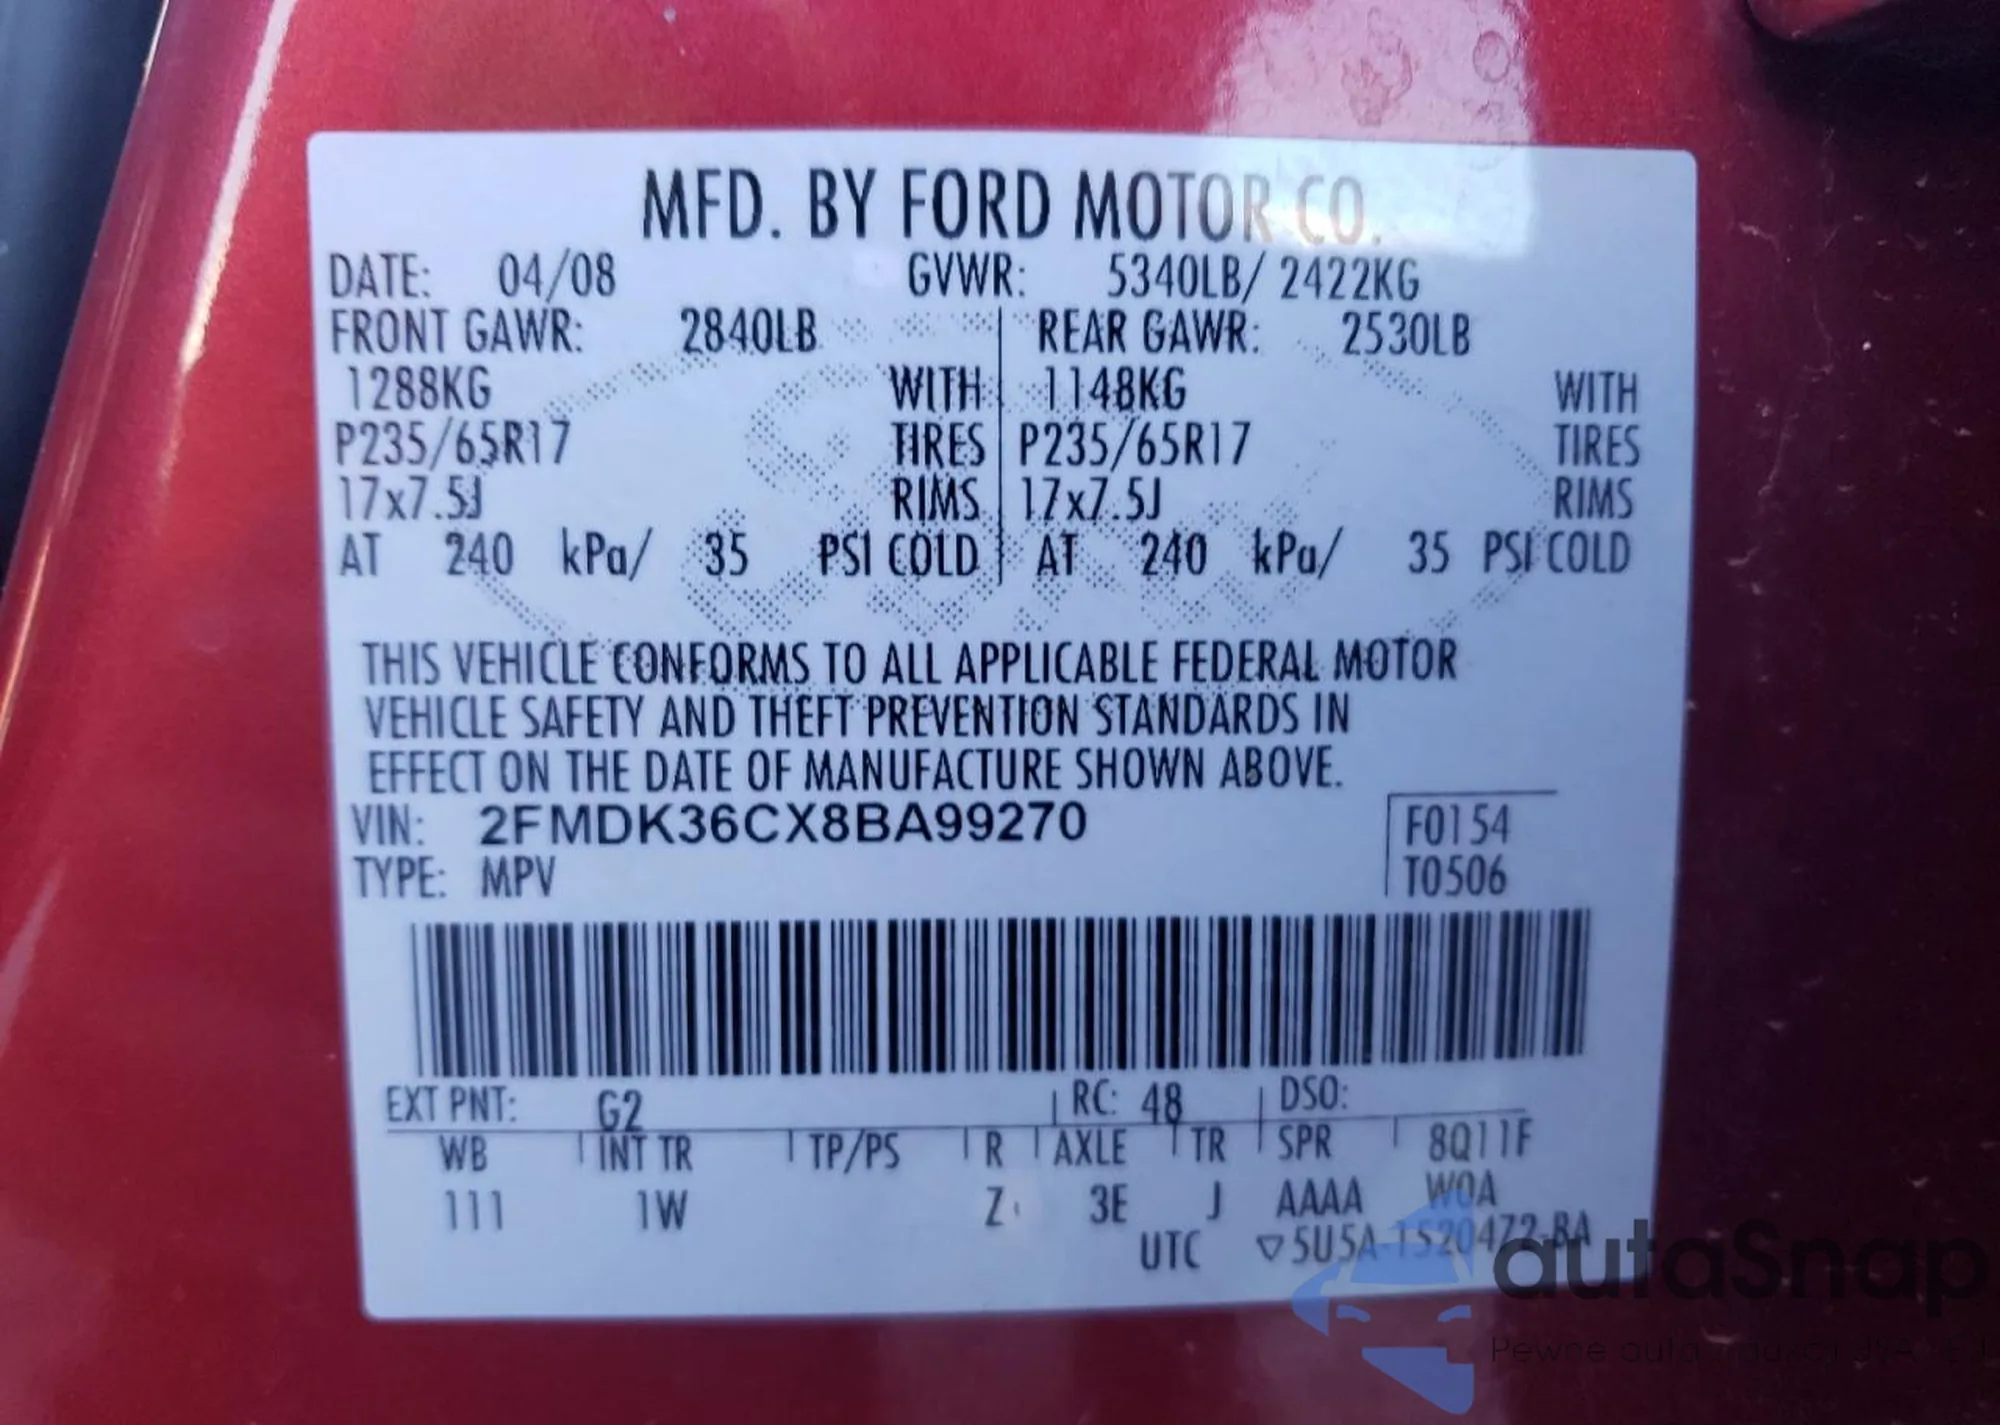 MFD. BY FORD MOTOR CO.
DATE: 04/08 GVWR: 5340LB/ 2422KG
FRONT GAWR: 2840LB REAR GAWR: 2530LB
1288KG WITH 1148KG WITH
P235/65R17 TIRES P235/65R17 TIRES
17x7.5J RIMS 17x7.5J RIMS
AT 240 kPa/ 35 PSI COLD AT 240 kPa/ 35 PSI COLD
THIS VEHICLE CONFORMS TO ALL APPLICABLE FEDERAL MOTOR
VEHICLE SAFETY AND THEFT PREVENTION STANDARDS IN
EFFECT ON THE DATE OF MANUFACTURE SHOWN ABOVE.
VIN: 2FMDK36CX8BA99270 F0154
TYPE: MPV T0506
EXT PNT: G2 RC: 48 DSO:
WB INT TR TP/PS R AXLE TR SPR 8Q11F
111 1W Z 3E J AAAA WQA
UTC ▽5U5A-1520472-BA
autaSnap
Pewne auta